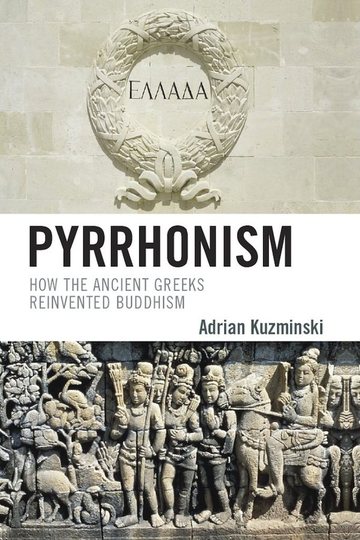 ΕΛΛΑΔΑ
PYRRHONISM
HOW THE ANCIENT GREEKS
REINVENTED BUDDHISM
Adrian Kuzminski